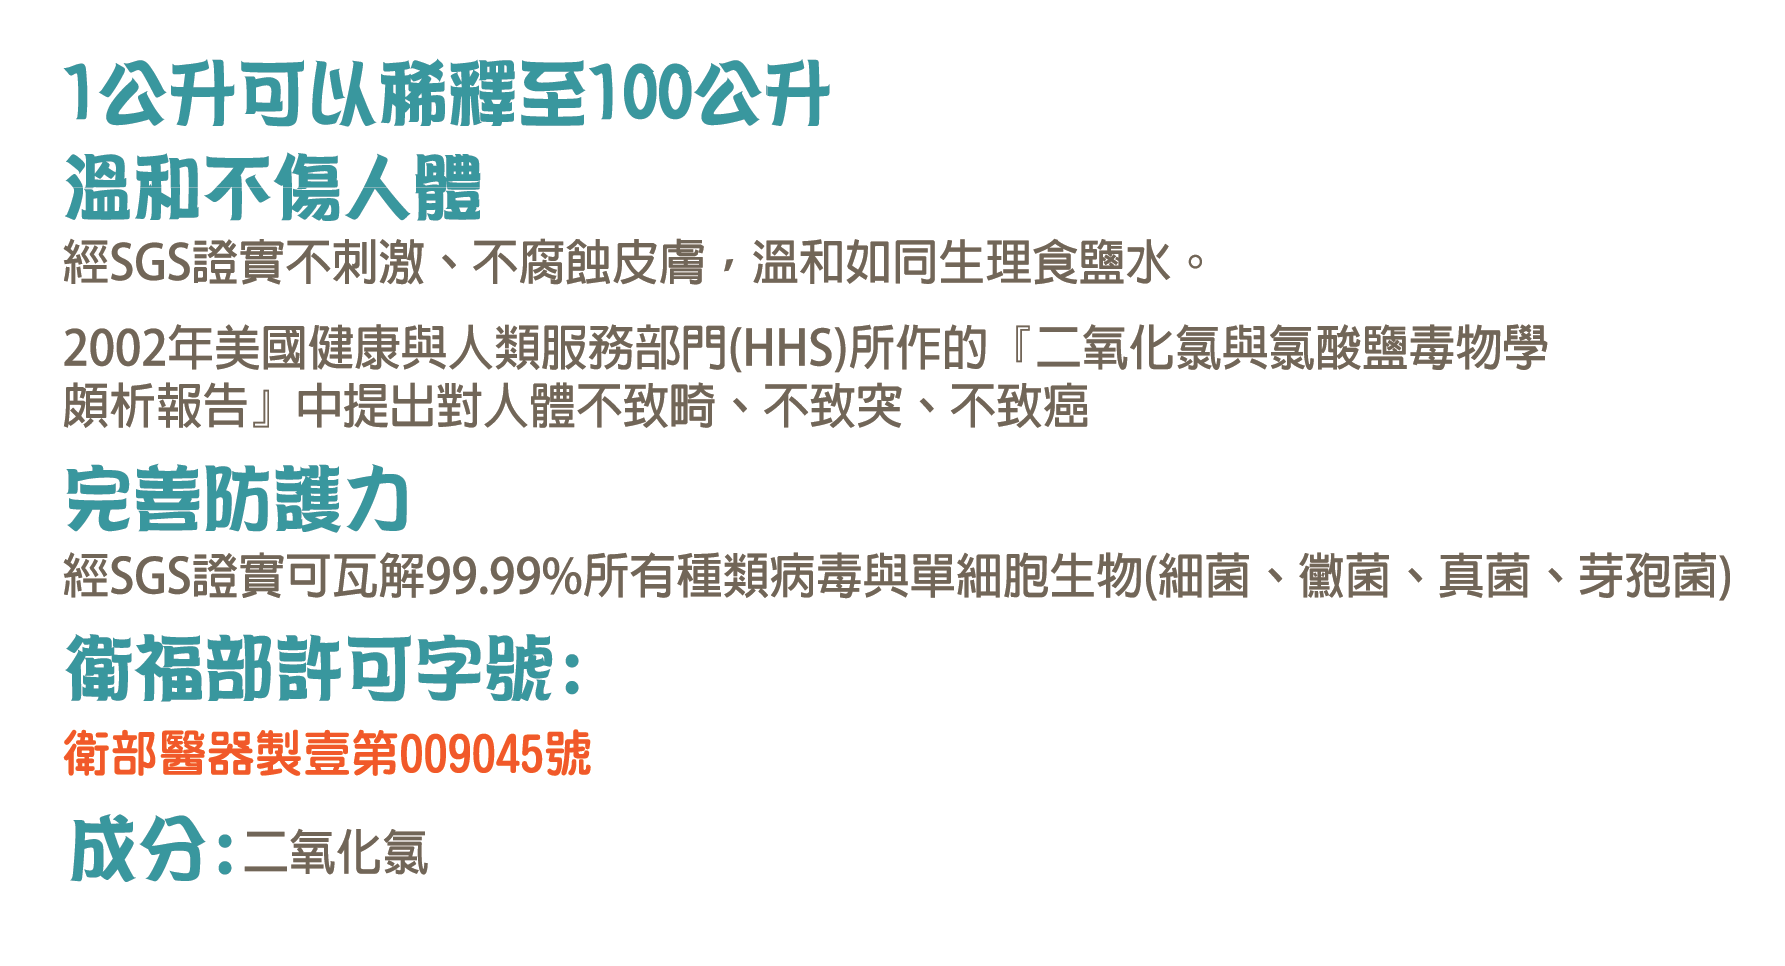 1公升可以稀釋至100公升
溫和不傷人體
經SGS證實不刺激、不腐蝕皮膚，溫和如同生理食鹽水。
2002年美國健康與人類服務部門(HHS)所作的『二氧化氯與氯酸鹽毒物學
頗析報告』中提出對人體不致畸、不致突、不致癌
完善防護力
經SGS證實可瓦解99.99%所有種類病毒與單細胞生物(細菌、黴菌、真菌、芽孢菌)
衛福部許可字號:
衛部醫器製壹第009045號
成分:二氧化氯